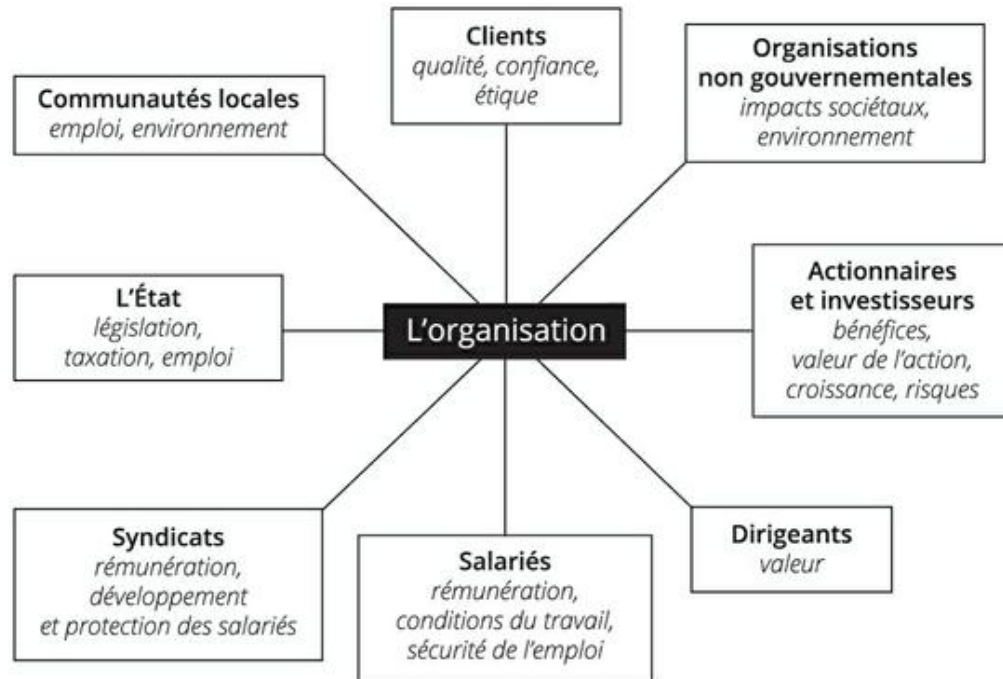 Clients
qualité, confiance,
étique
Organisations
non gouvernementales
impacts sociétaux,
environnement
Communautés locales
emploi, environnement
L’État
législation,
taxation, emploi
L’organisation
Actionnaires
et investisseurs
bénéfices,
valeur de l’action,
croissance, risques
Syndicats
rémunération,
développement
et protection des salariés
Salariés
rémunération,
conditions du travail,
sécurité de l’emploi
Dirigeants
valeur